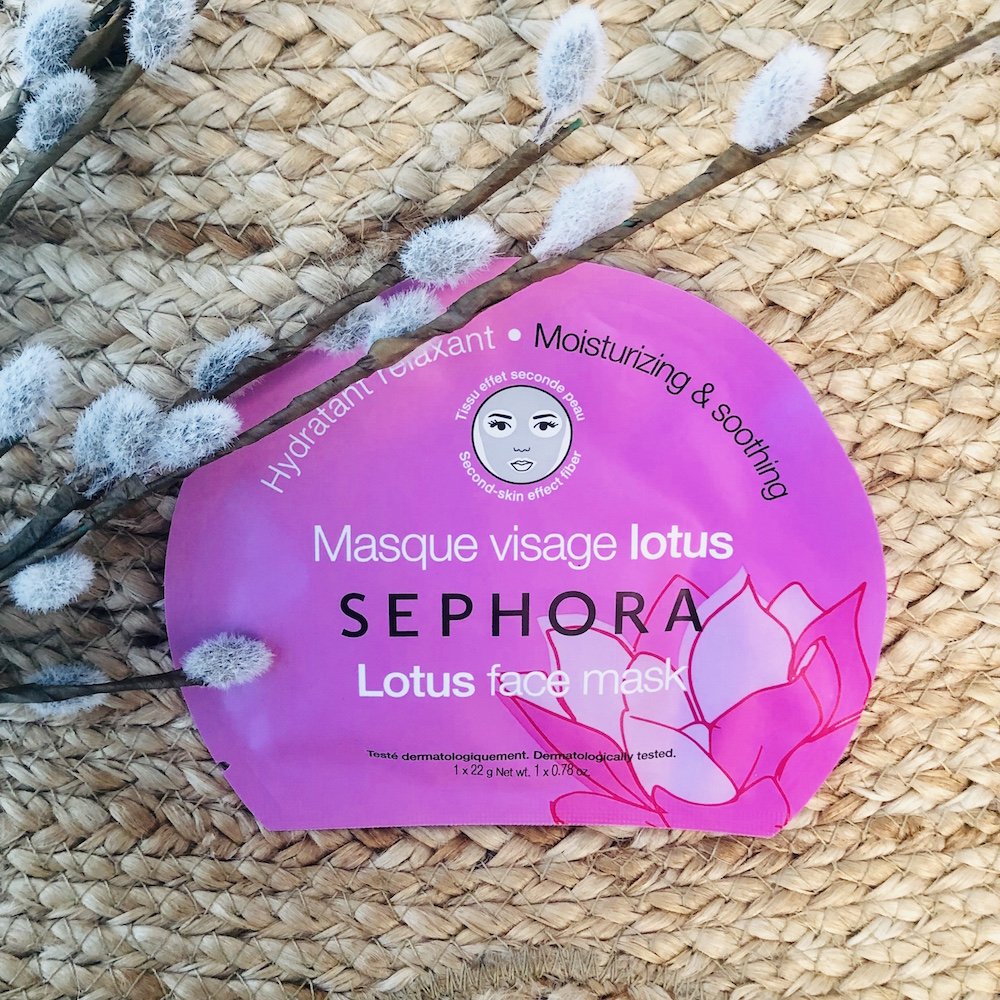 Hydratant relaxant • Moisturizing & soothing
Tissu effet seconde peau
Second-skin effect fiber
Masque visage lotus
SEPHORA
Lotus face mask
Testé dermatologiquement. Dermatologically tested.
1 x 22 g Net wt. 1 x 0.78 oz.